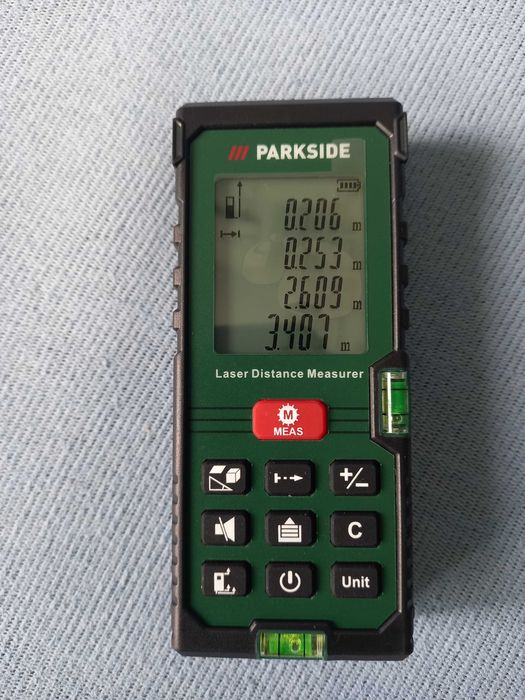 PARKSIDE
0.206 m
0.253 m
2.609 m
3.407 m
Laser Distance Measurer
M
MEAS
+/−
C
Unit